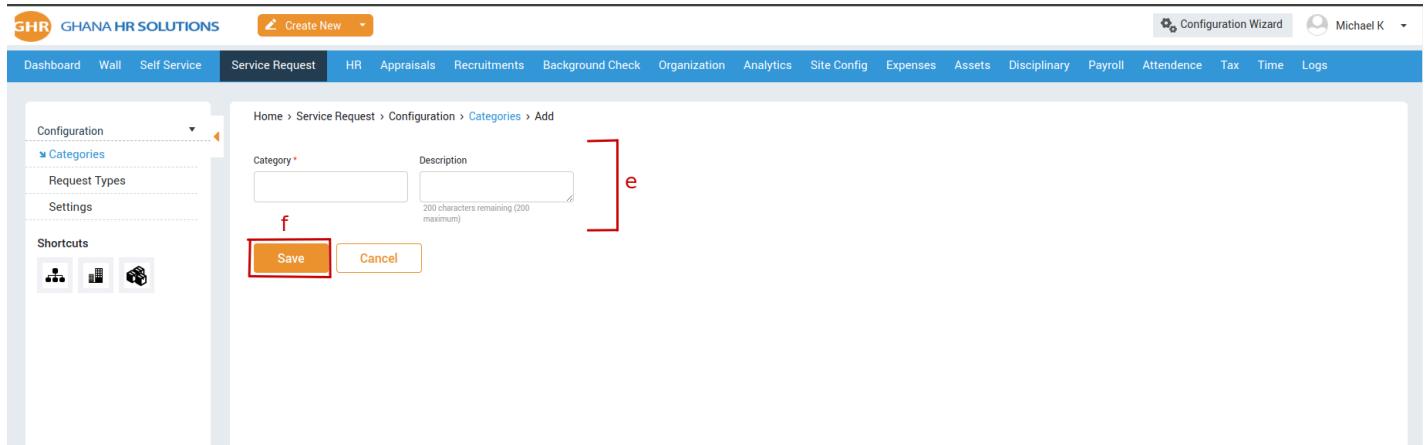 GHR GHANA HR SOLUTIONS Create New Configuration Wizard Michael K
Dashboard Wall Self Service Service Request HR Appraisals Recruitments Background Check Organization Analytics Site Config Expenses Assets Disciplinary Payroll Attendence Tax Time Logs
Home › Service Request › Configuration › Categories › Add
Configuration
Categories
Request Types
Settings
Shortcuts
Category * Description
200 characters remaining (200
maximum)
e
f
Save Cancel